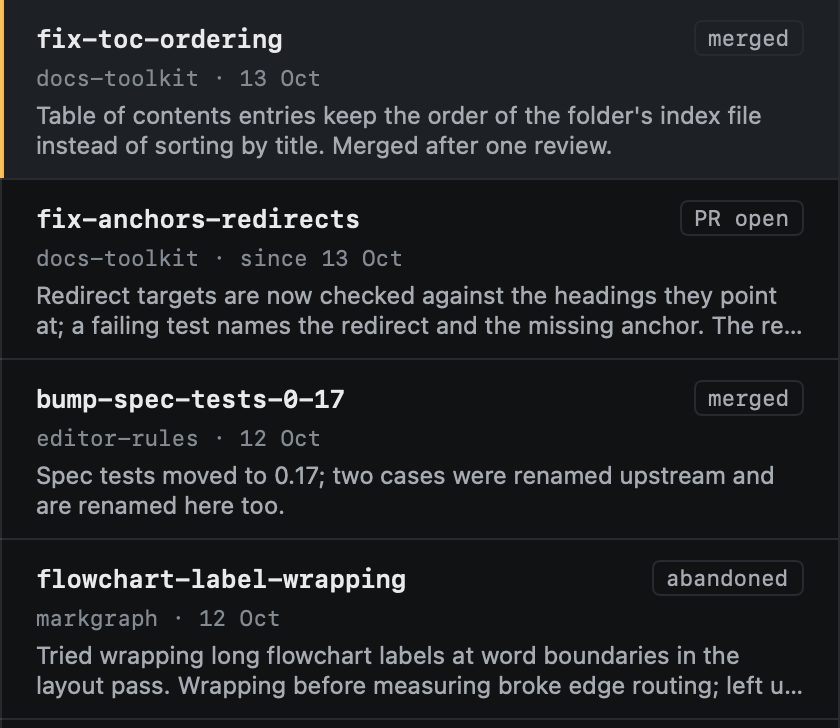 fix-toc-ordering
merged
docs-toolkit · 13 Oct
Table of contents entries keep the order of the folder's index file
instead of sorting by title. Merged after one review.
fix-anchors-redirects
PR open
docs-toolkit · since 13 Oct
Redirect targets are now checked against the headings they point
at; a failing test names the redirect and the missing anchor. The re…
bump-spec-tests-0-17
merged
editor-rules · 12 Oct
Spec tests moved to 0.17; two cases were renamed upstream and
are renamed here too.
flowchart-label-wrapping
abandoned
markgraph · 12 Oct
Tried wrapping long flowchart labels at word boundaries in the
layout pass. Wrapping before measuring broke edge routing; left u…